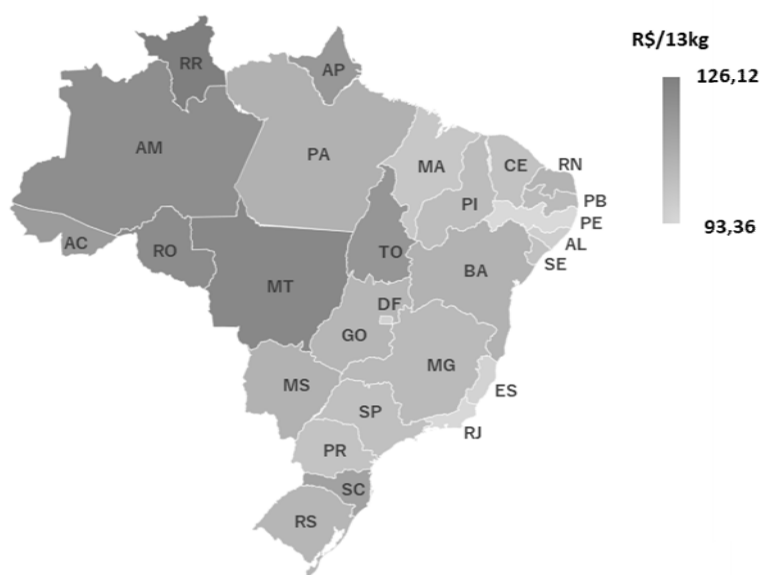 R$/13kg
126,12
93,36
RR
AP
AM
PA
MA
CE
RN
PI
PB
PE
AL
SE
AC
RO
TO
BA
MT
DF
GO
MG
MS
ES
SP
RJ
PR
SC
RS